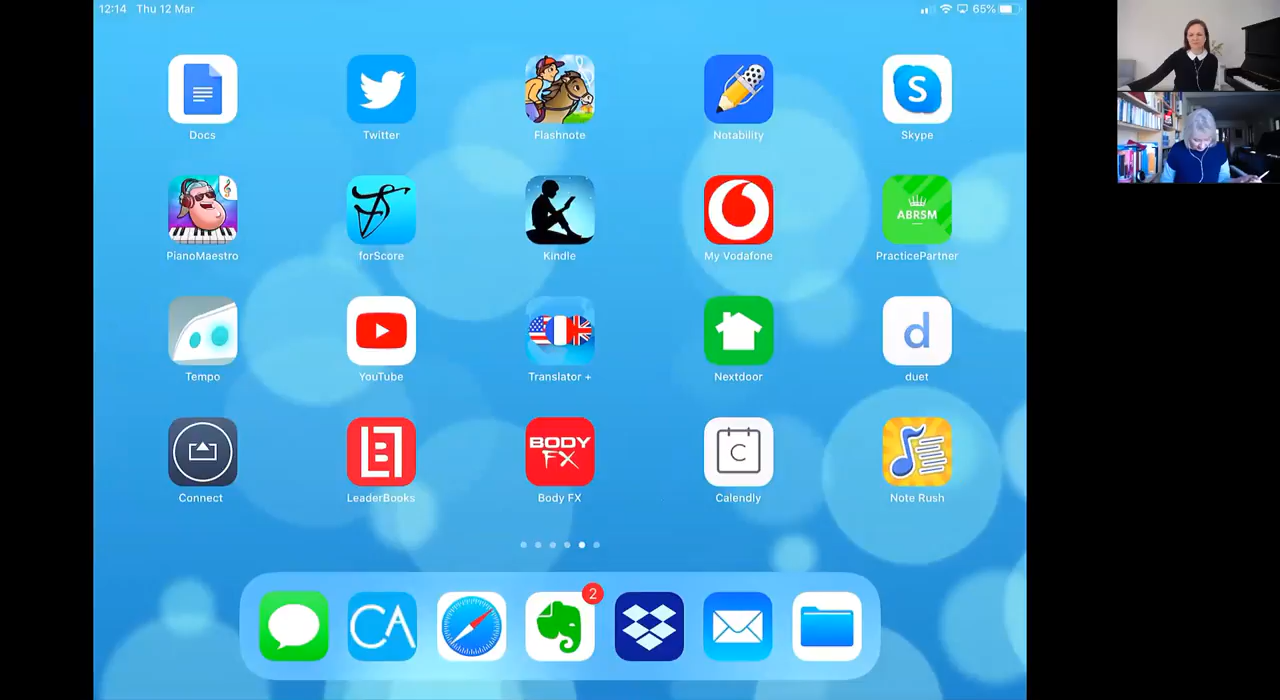 12:14 Thu 12 Mar 65%
Docs Twitter Flashnote Notability Skype
ABRSM
PianoMaestro forScore Kindle My Vodafone PracticePartner
d
Tempo YouTube Translator + Nextdoor duet
BODY
FX
C
Connect LeaderBooks Body FX Calendly Note Rush
2
CA